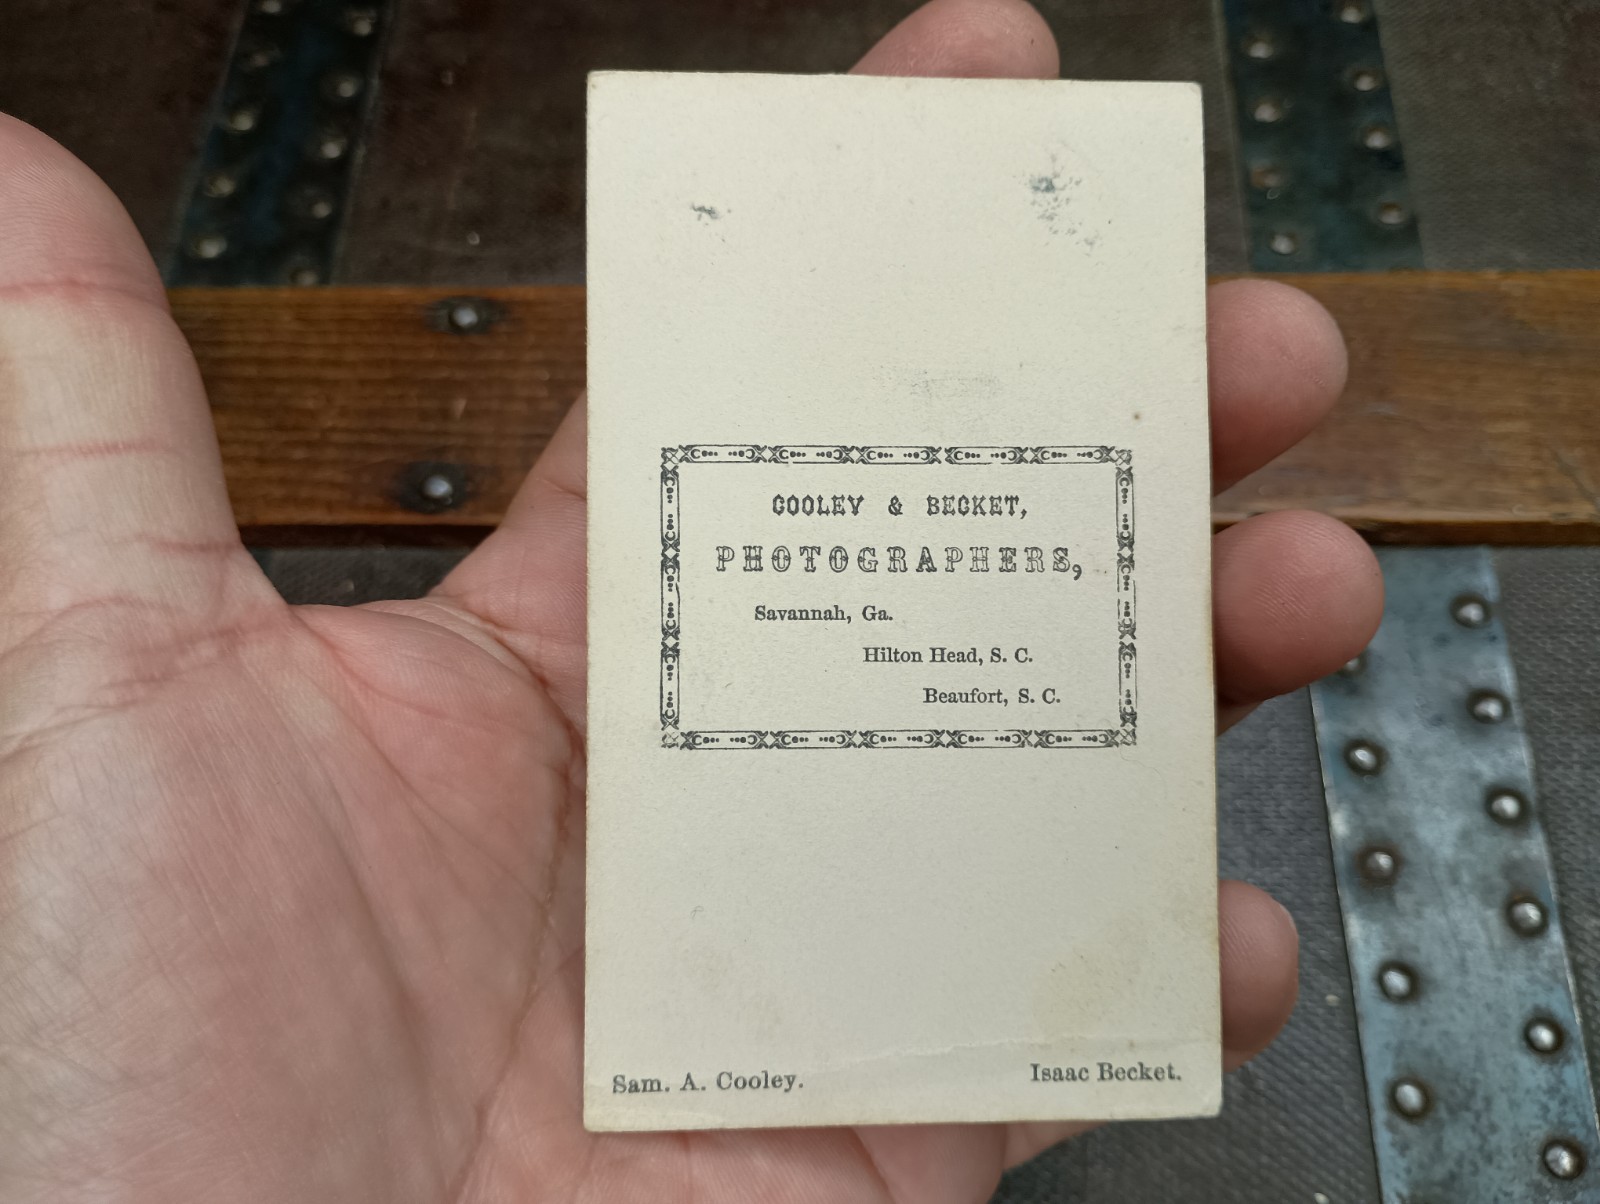 COOLEY & BECKET,
PHOTOGRAPHERS,
Savannah, Ga.
Hilton Head, S. C.
Beaufort, S. C.
Sam. A. Cooley.
Isaac Becket.